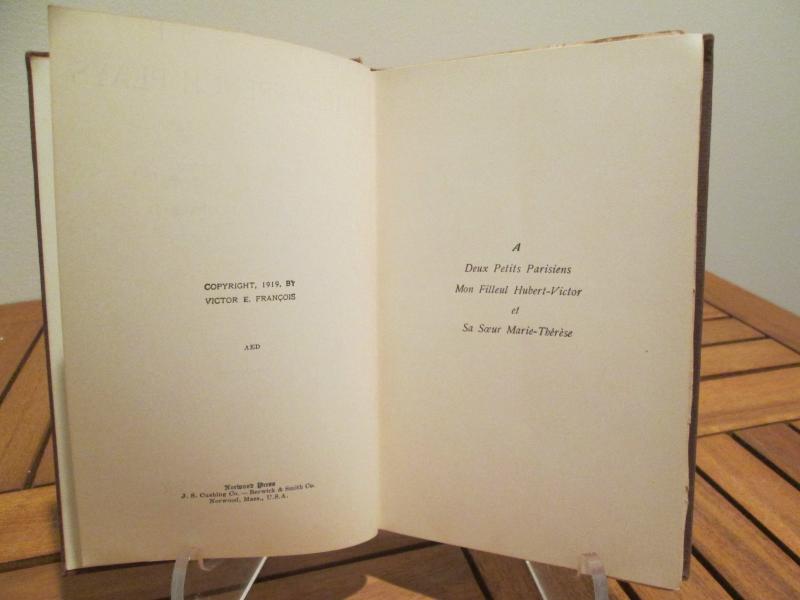 COPYRIGHT, 1919, BY
VICTOR E. FRANÇOIS
AED
Norwood Press
J. S. Cushing Co. — Berwick & Smith Co.
Norwood, Mass., U.S.A.
A
Deux Petits Parisiens
Mon Filleul Hubert-Victor
et
Sa Sœur Marie-Thérèse